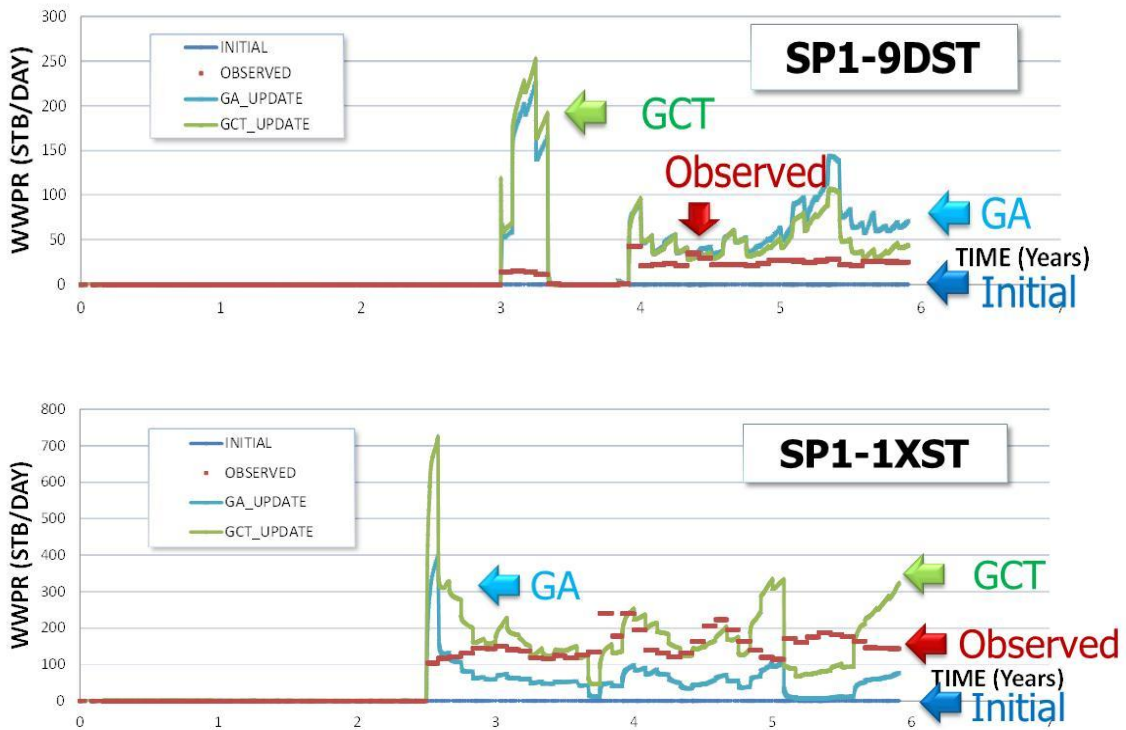 300
250
200
150
100
50
0
WWPR (STB/DAY)
INITIAL
OBSERVED
GA_UPDATE
GCT_UPDATE
SP1-9DST
GCT
Observed
GA
TIME (Years)
Initial
0 1 2 3 4 5 6 7
800
700
600
500
400
300
200
100
0
WWPR (STB/DAY)
INITIAL
OBSERVED
GA_UPDATE
GCT_UPDATE
SP1-1XST
GA
GCT
Observed
TIME (Years)
Initial
0 1 2 3 4 5 6 7